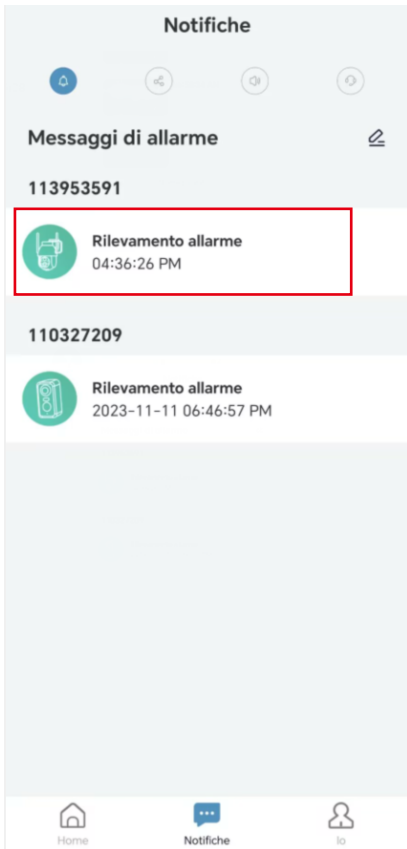 Notifiche
Messaggi di allarme
113953591
Rilevamento allarme
04:36:26 PM
110327209
Rilevamento allarme
2023-11-11 06:46:57 PM
Home
Notifiche
Io